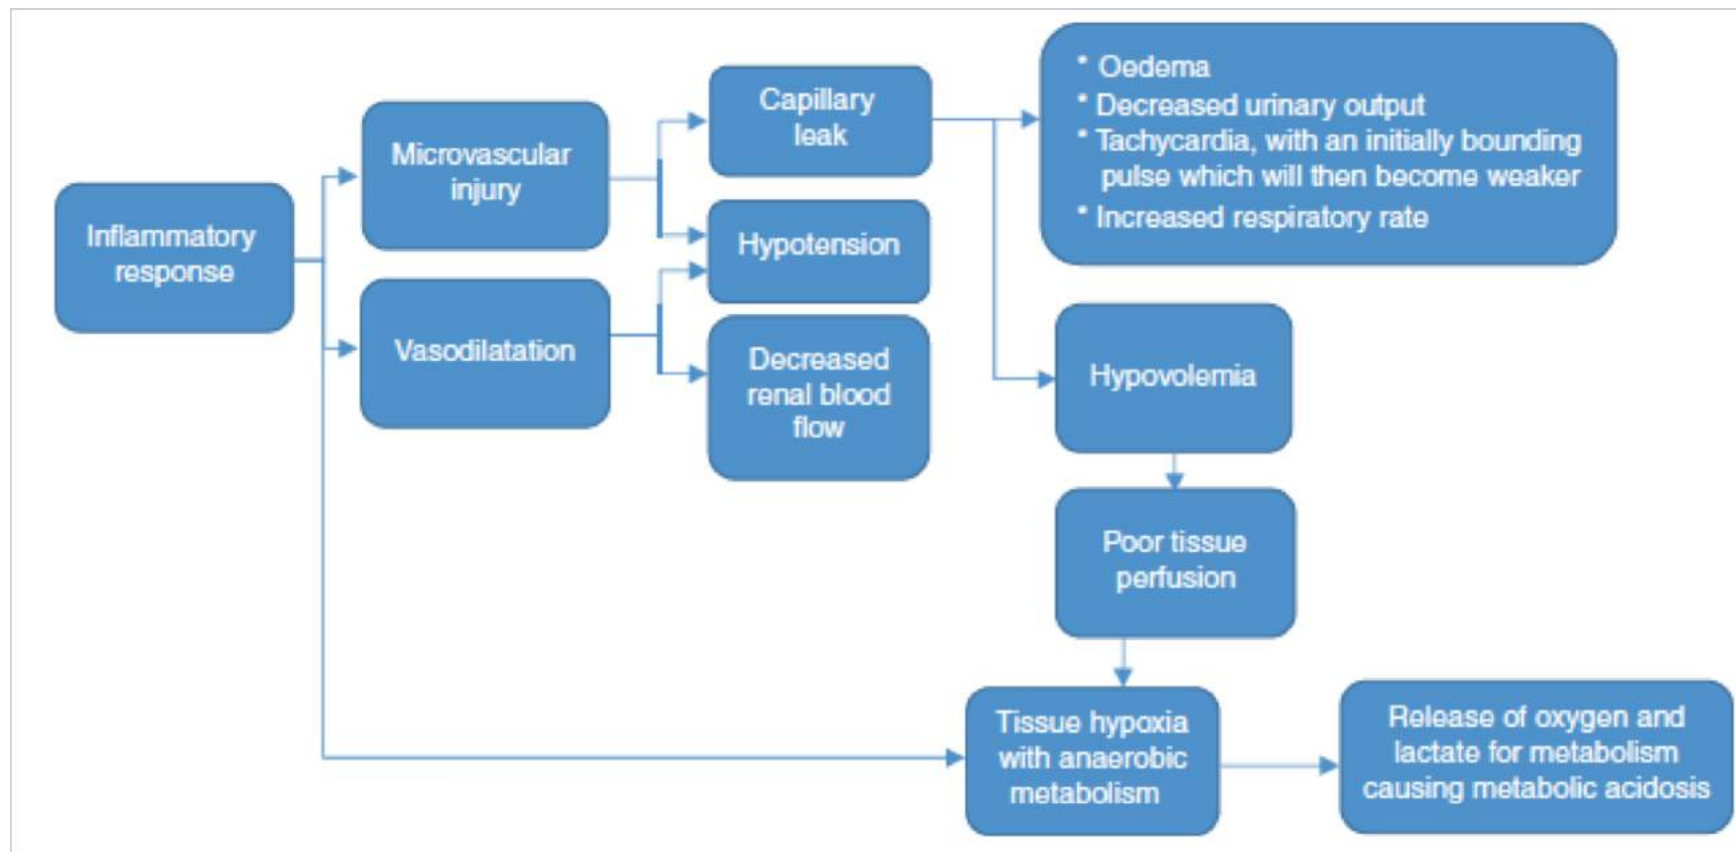 Inflammatory
response
Microvascular
injury
Vasodilatation
Capillary
leak
Hypotension
Decreased
renal blood
flow
* Oedema
* Decreased urinary output
* Tachycardia, with an initially bounding
pulse which will then become weaker
* Increased respiratory rate
Hypovolemia
Poor tissue
perfusion
Tissue hypoxia
with anaerobic
metabolism
Release of oxygen and
lactate for metabolism
causing metabolic acidosis